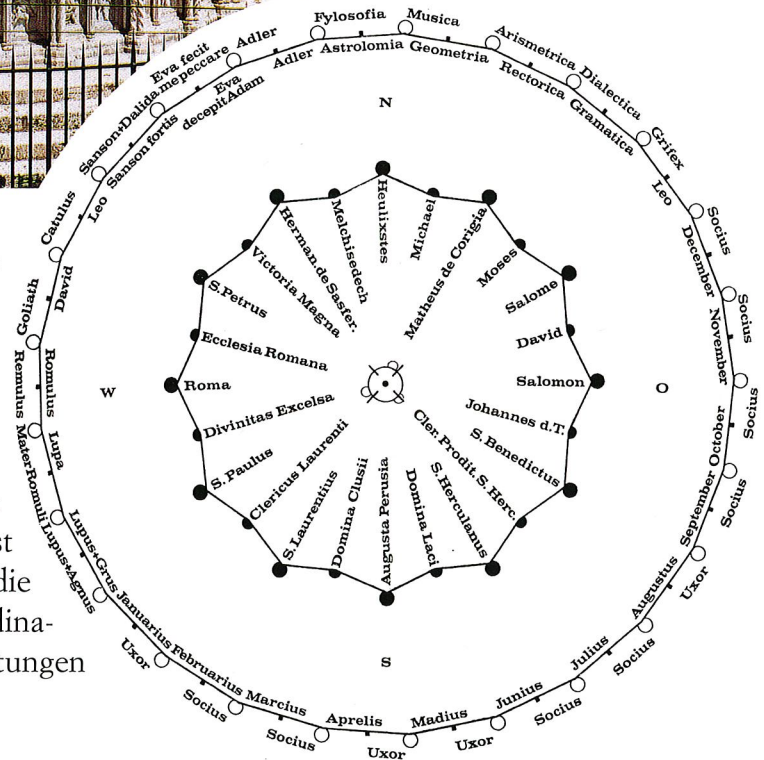 Fylosofia
Astrolomia
Musica
Geometria
Arismetrica
Rectorica
Dialectica
Gramatica
Grifex
Leo
Socius
December
Socius
November
Socius
October
Socius
September
Uxor
Augustus
Socius
Julius
Socius
Junius
Uxor
Madius
Uxor
Aprelis
Socius
Marcius
Socius
Februarius
Uxor
Januarius
Lupus+Agnus
Lupus+Grus
Mater Romuli
Lupa
Remulus
Romulus
Goliath
David
Catulus
Leo
Sanson+Dalida
Sanson fortis
Eva fecit
me peccare
Eva
decepit Adam
Adler
Adler
N
O
S
W
Heulixstes
Michael
Matheus de Corigia
Moses
Salome
David
Salomon
Johannes d.T.
S. Benedictus
Cler. Prodit S. Herc.
S. Herculanus
Domina Laci
Augusta Perusia
Domina Clusii
S. Laurentius
Clericus Laurenti
S. Paulus
Divinitas Excelsa
Roma
Ecclesia Romana
S. Petrus
Victoria Magna
Herman. de Sasfer.
Melchisedech
st
die
lina-
tungen